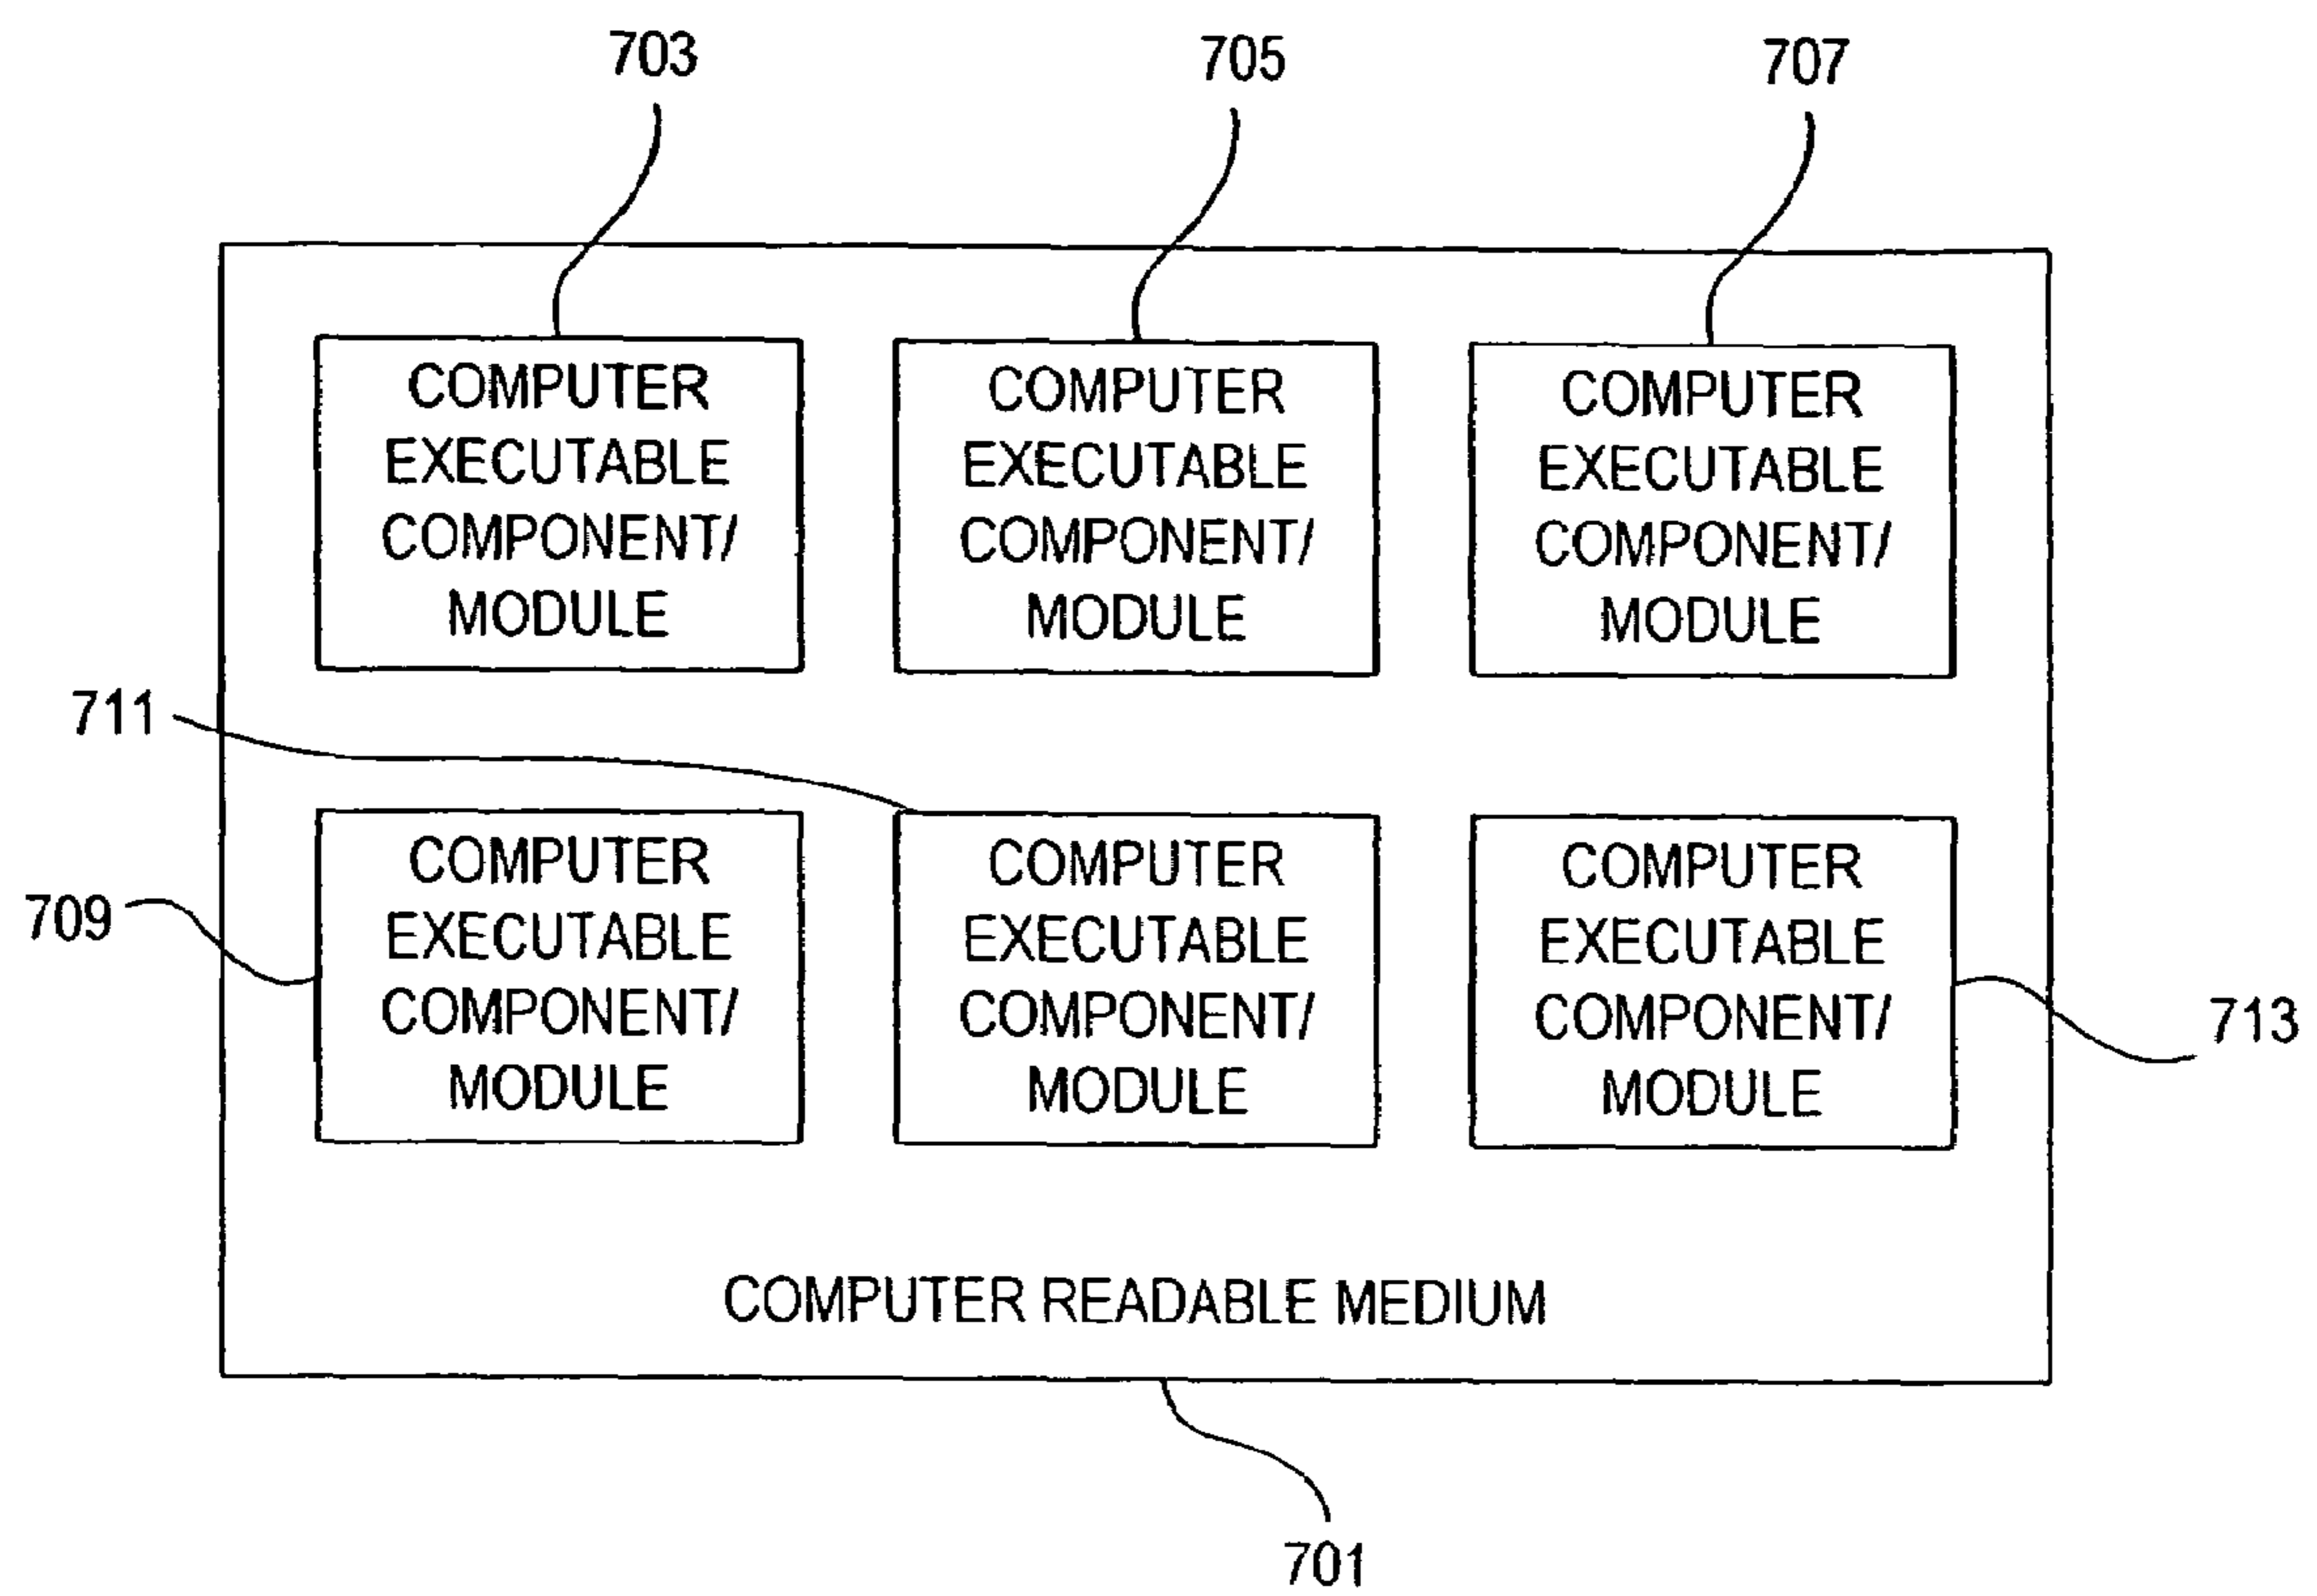 703
705
707
COMPUTER
EXECUTABLE
COMPONENT/
MODULE
COMPUTER
EXECUTABLE
COMPONENT/
MODULE
COMPUTER
EXECUTABLE
COMPONENT/
MODULE
711
709
COMPUTER
EXECUTABLE
COMPONENT/
MODULE
COMPUTER
EXECUTABLE
COMPONENT/
MODULE
COMPUTER
EXECUTABLE
COMPONENT/
MODULE
713
COMPUTER READABLE MEDIUM
701